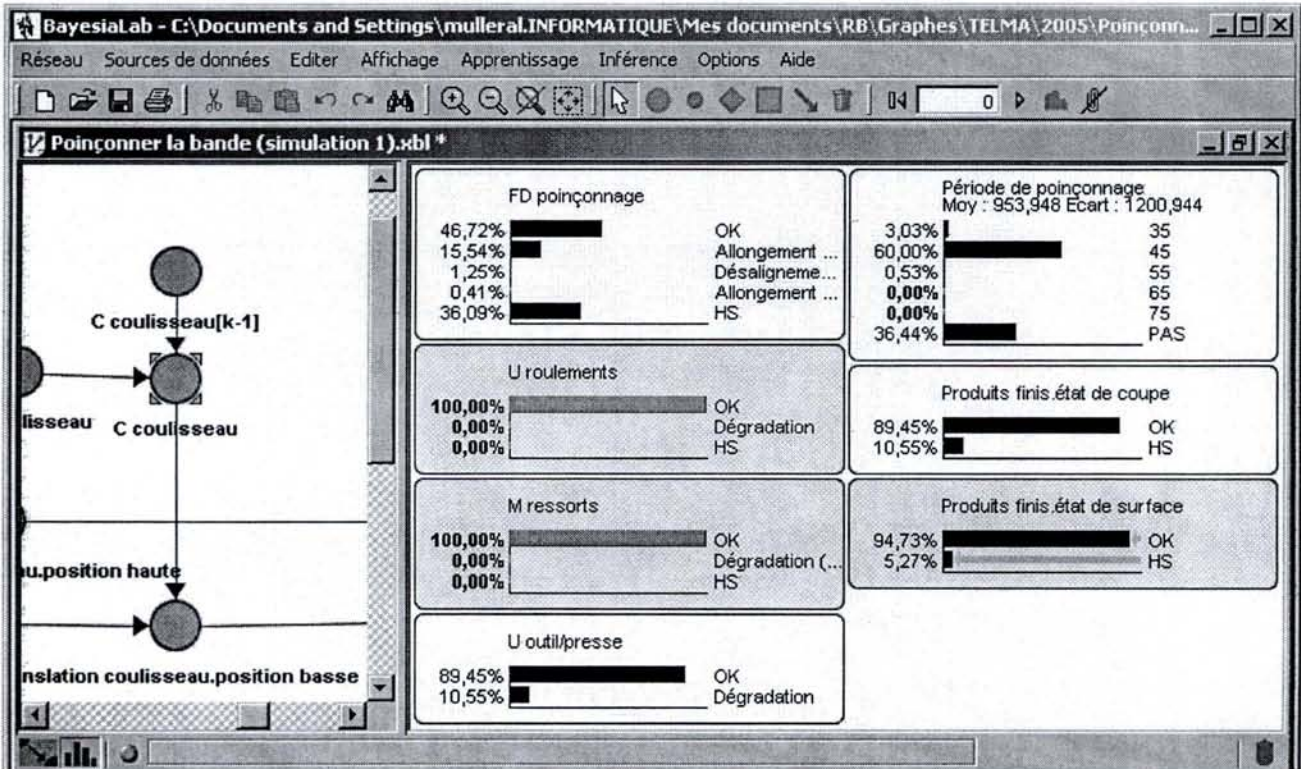 BayesiaLab - C:\Documents and Settings\mulleral.INFORMATIQUE\Mes documents\RB\Graphes\TELMA\2005\Poinçonn...
Réseau Sources de données Editer Affichage Apprentissage Inférence Options Aide
0
Poinçonner la bande (simulation 1).xbl *
C coulisseau[k-1]
lisseau
C coulisseau
au.position haute
nslation coulisseau.position basse
FD poinçonnage
46,72% OK
15,54% Allongement ...
1,25% Désaligneme...
0,41% Allongement ...
36,09% HS
U roulements
100,00% OK
0,00% Dégradation
0,00% HS
M ressorts
100,00% OK
0,00% Dégradation (...
0,00% HS
U outil/presse
89,45% OK
10,55% Dégradation
Période de poinçonnage
Moy : 953,948 Ecart : 1200,944
3,03% 35
60,00% 45
0,53% 55
0,00% 65
0,00% 75
36,44% PAS
Produits finis.état de coupe
89,45% OK
10,55% HS
Produits finis.état de surface
94,73% OK
5,27% HS